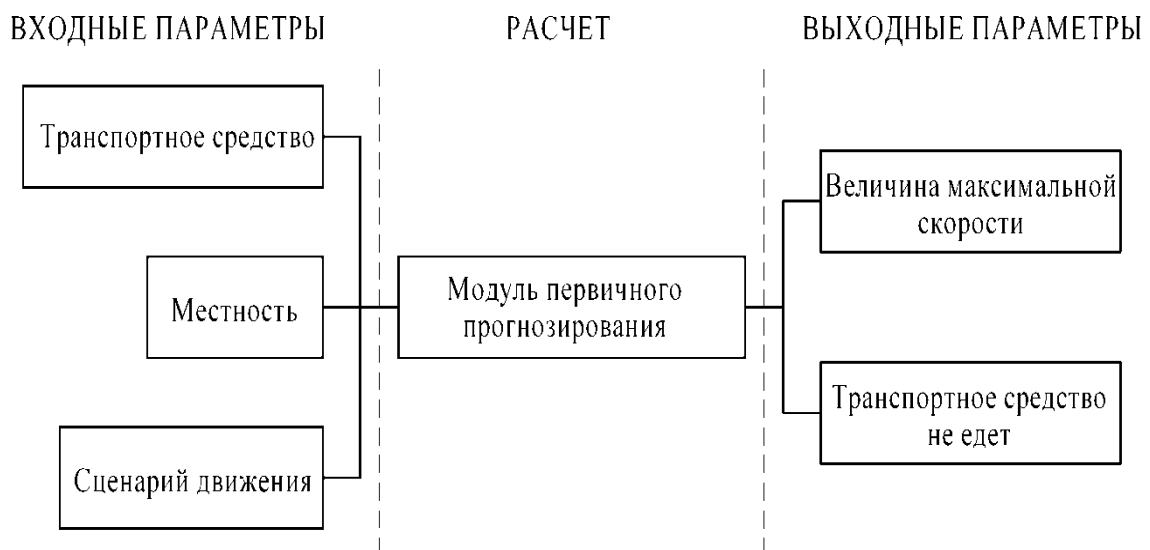 ВХОДНЫЕ ПАРАМЕТРЫ
РАСЧЕТ
ВЫХОДНЫЕ ПАРАМЕТРЫ
Транспортное средство
Местность
Сценарий движения
Модуль первичного
прогнозирования
Величина максимальной
скорости
Транспортное средство
не едет